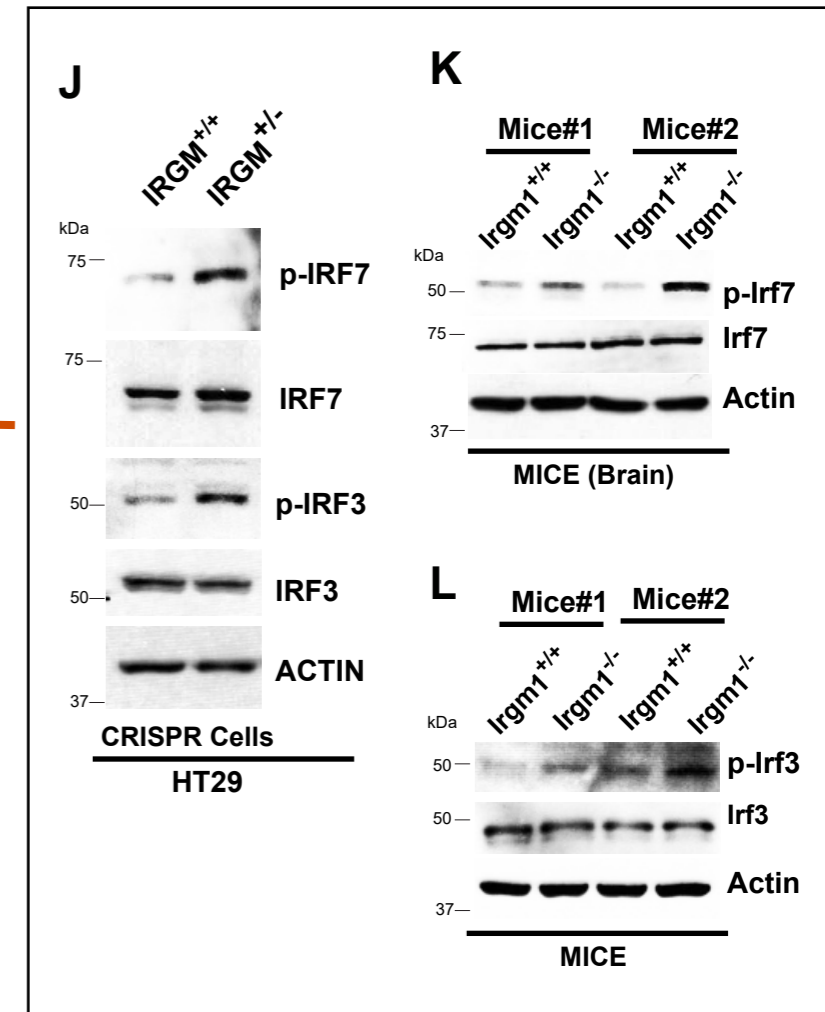 J
IRGM+/+ IRGM+/-
kDa
75
p-IRF7
75
IRF7
50
p-IRF3
50
IRF3
37
ACTIN
CRISPR Cells
HT29
K
Mice#1 Mice#2
Irgm1+/+ Irgm1-/- Irgm1+/+ Irgm1-/-
kDa
50
p-Irf7
75
Irf7
37
Actin
MICE (Brain)
L
Mice#1 Mice#2
Irgm1+/+ Irgm1-/- Irgm1+/+ Irgm1-/-
kDa
50
p-Irf3
50
Irf3
37
Actin
MICE